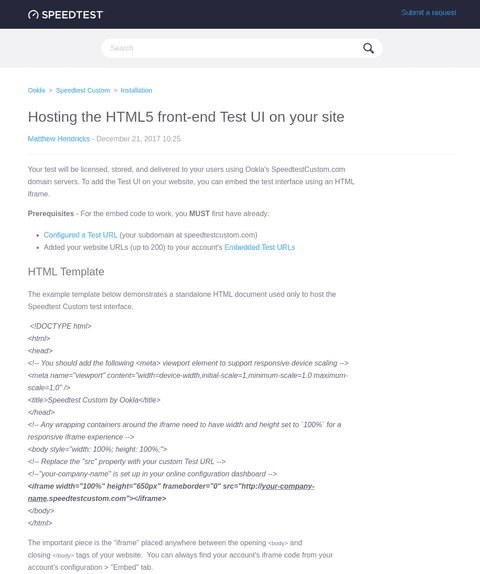 SPEEDTEST
Submit a request
Search
Ookla > Speedtest Custom > Installation
Hosting the HTML5 front-end Test UI on your site
Matthew Hendricks - December 21, 2017 10:25
Your test will be licensed, stored, and delivered to your users using Ookla's SpeedtestCustom.com
domain servers. To add the Test UI on your website, you can embed the test interface using an HTML
iframe.
Prerequisites - For the embed code to work, you MUST first have already:
• Configured a Test URL (your subdomain at speedtestcustom.com)
• Added your website URLs (up to 200) to your account's Embedded Test URLs
HTML Template
The example template below demonstrates a standalone HTML document used only to host the
Speedtest Custom test interface.
<!DOCTYPE html>
<html>
<head>
<!-- You should add the following <meta> viewport element to support responsive device scaling -->
<meta name="viewport" content="width=device-width,initial-scale=1,minimum-scale=1.0 maximum-
scale=1.0" />
<title>Speedtest Custom by Ookla</title>
</head>
<!-- Any wrapping containers around the iframe need to have width and height set to `100%` for a
responsive iframe experience -->
<body style="width: 100%; height: 100%;">
<!-- Replace the "src" property with your custom Test URL -->
<!--"your-company-name" is set up in your online configuration dashboard -->
<iframe width="100%" height="650px" frameborder="0" src="http://your-company-
name.speedtestcustom.com"></iframe>
</body>
</html>
The important piece is the "iframe" placed anywhere between the opening <body> and
closing </body> tags of your website. You can always find your account's iframe code from your
account's configuration > "Embed" tab.